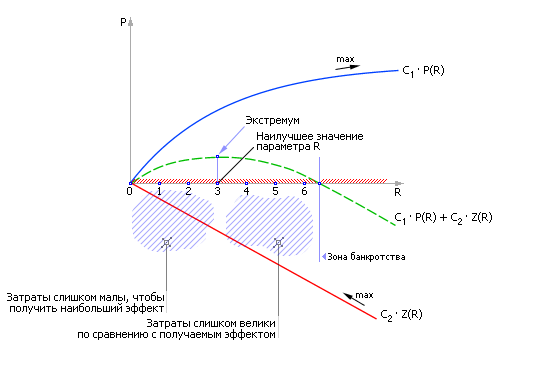 P
max
C₁ · P(R)
Экстремум
Наилучшее значение
параметра R
0 1 2 3 4 5 6
R
C₁ · P(R) + C₂ · Z(R)
Зона банкротства
Затраты слишком малы, чтобы
получить наибольший эффект
max
C₂ · Z(R)
Затраты слишком велики
по сравнению с получаемым эффектом